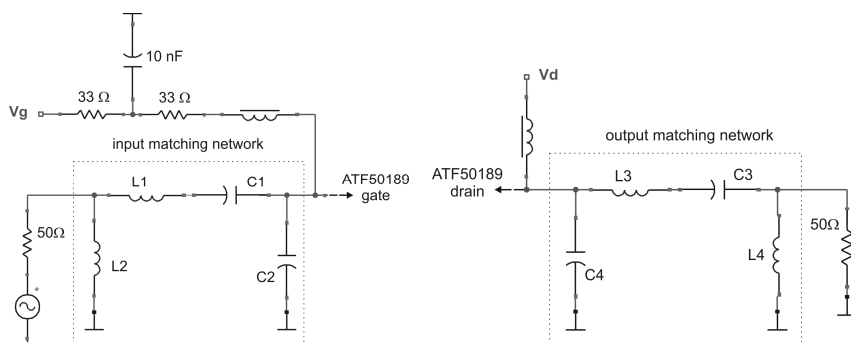 10 nF
33 Ω
33 Ω
Vg
input matching network
L1
C1
ATF50189
gate
50Ω
L2
C2
+
Vd
output matching network
ATF50189
drain
L3
C3
50Ω
L4
C4